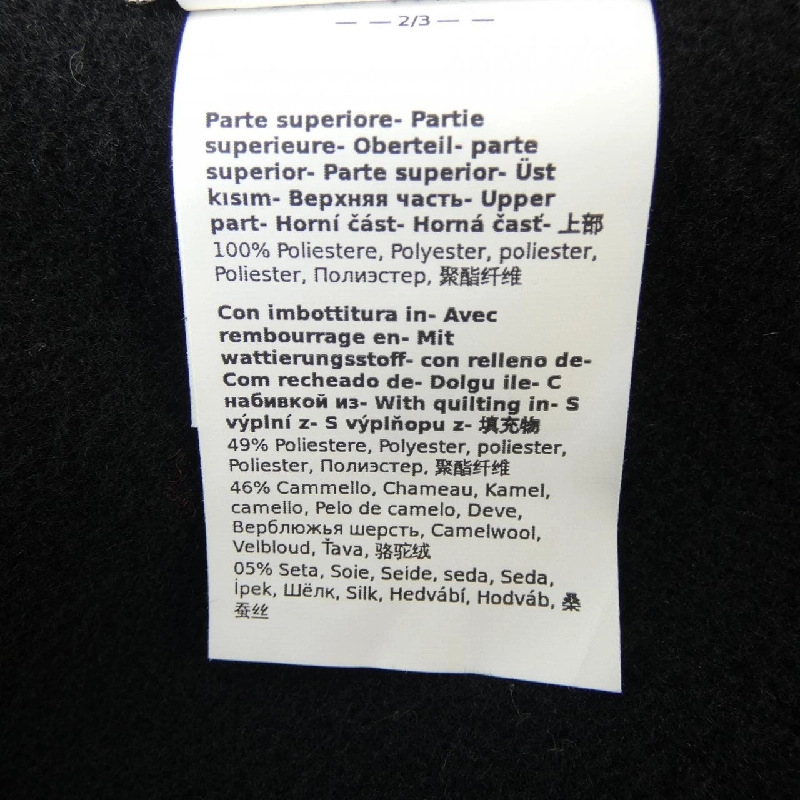 — — 2/3 — —
Parte superiore- Partie
superieure- Oberteil- parte
superior- Parte superior- Üst
kısım- Верхняя часть- Upper
part- Horní část- Horná časť- 上部
100% Poliestere, Polyester, poliester,
Poliester, Полиэстер, 聚酯纤维
Con imbottitura in- Avec
rembourrage en- Mit
wattierungsstoff- con relleno de-
Com recheado de- Dolgu ile- С
набивкой из- With quilting in- S
výplní z- S výplňopu z- 填充物
49% Poliestere, Polyester, poliester,
Poliester, Полиэстер, 聚酯纤维
46% Cammello, Chameau, Kamel,
camello, Pelo de camelo, Deve,
Верблюжья шерсть, Camelwool,
Velbloud, Ťava, 骆驼绒
05% Seta, Soie, Seide, seda, Seda,
İpek, Шёлк, Silk, Hedvábí, Hodváb, 桑
蚕丝